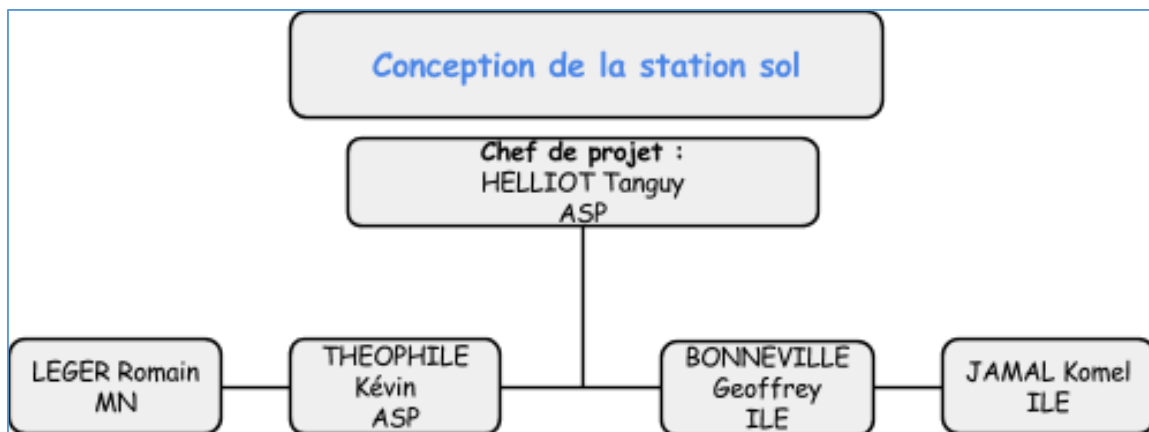 Conception de la station sol
Chef de projet :
HELLIOT Tanguy
ASP
LEGER Romain
MN
THEOPHILE
Kévin
ASP
BONNEVILLE
Geoffrey
ILE
JAMAL Komel
ILE